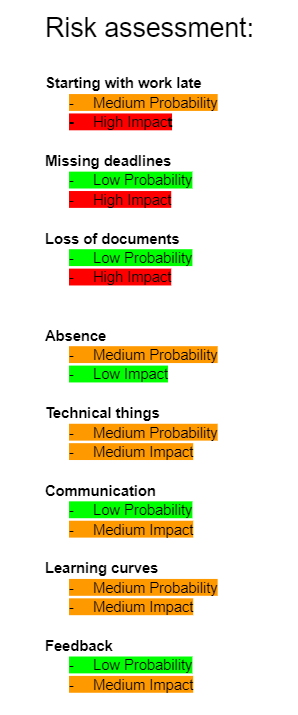 Risk assessment:
Starting with work late
- Medium Probability
- High Impact
Missing deadlines
- Low Probability
- High Impact
Loss of documents
- Low Probability
- High Impact
Absence
- Medium Probability
- Low Impact
Technical things
- Medium Probability
- Medium Impact
Communication
- Low Probability
- Medium Impact
Learning curves
- Medium Probability
- Medium Impact
Feedback
- Low Probability
- Medium Impact